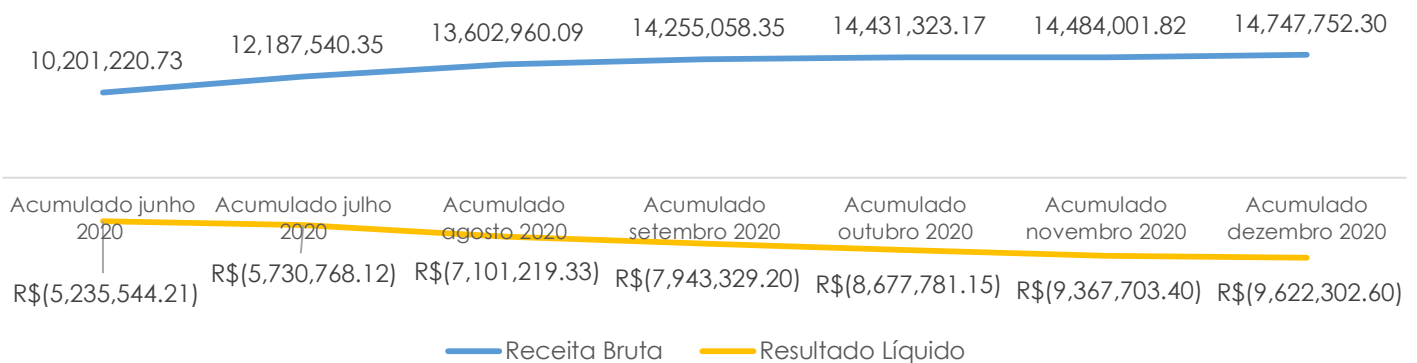 10,201,220.73
12,187,540.35
13,602,960.09
14,255,058.35
14,431,323.17
14,484,001.82
14,747,752.30
Acumulado junho
2020
Acumulado julho
2020
Acumulado
agosto 2020
Acumulado
setembro 2020
Acumulado
outubro 2020
Acumulado
novembro 2020
Acumulado
dezembro 2020
R$(5,235,544.21)
R$(5,730,768.12)
R$(7,101,219.33)
R$(7,943,329.20)
R$(8,677,781.15)
R$(9,367,703.40)
R$(9,622,302.60)
Receita Bruta
Resultado Líquido